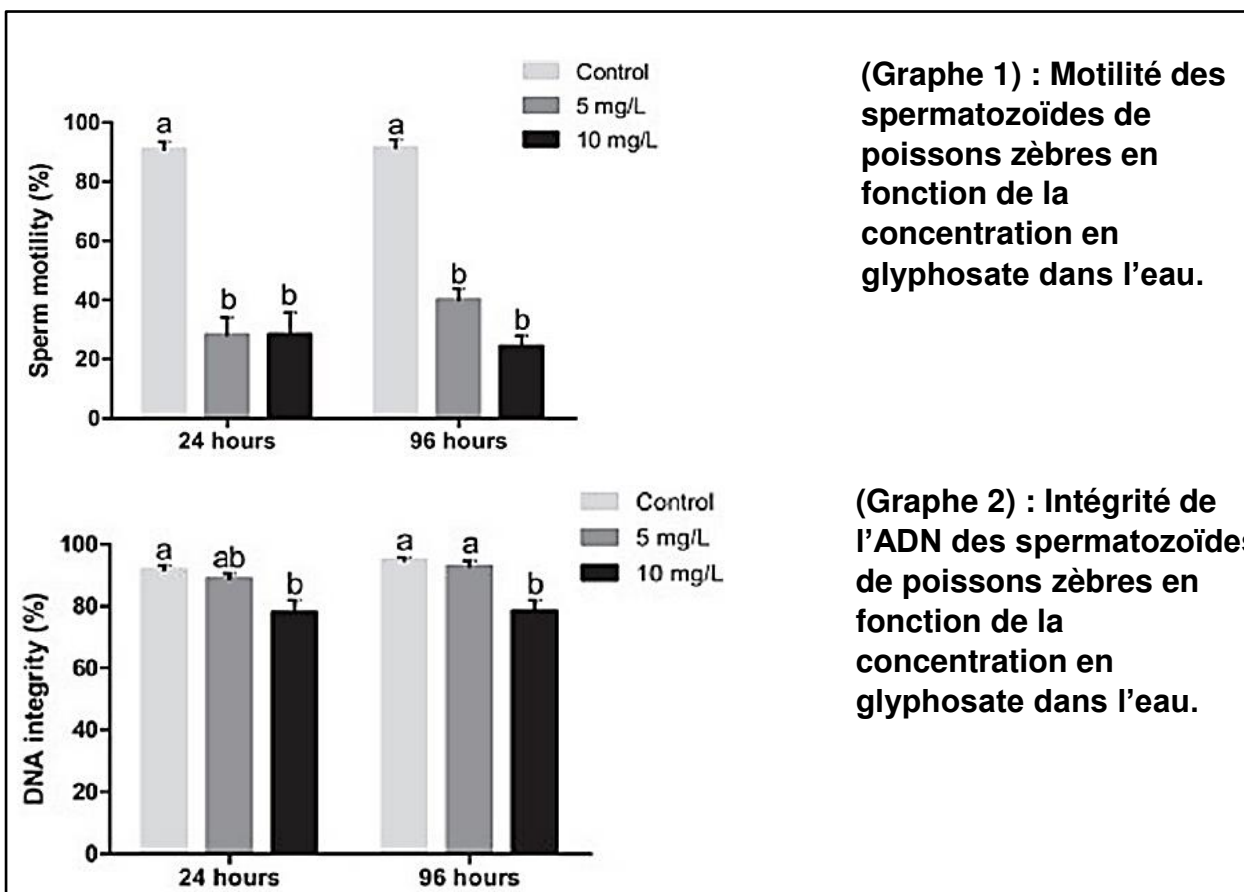 Control
5 mg/L
10 mg/L
Sperm motility (%)
100
80
60
40
20
0
a
b
b
a
b
b
24 hours
96 hours
(Graphe 1) : Motilité des
spermatozoïdes de
poissons zèbres en
fonction de la
concentration en
glyphosate dans l’eau.
Control
5 mg/L
10 mg/L
DNA integrity (%)
100
80
60
40
20
0
a
ab
b
a
a
b
24 hours
96 hours
(Graphe 2) : Intégrité de
l’ADN des spermatozoïdes
de poissons zèbres en
fonction de la
concentration en
glyphosate dans l’eau.